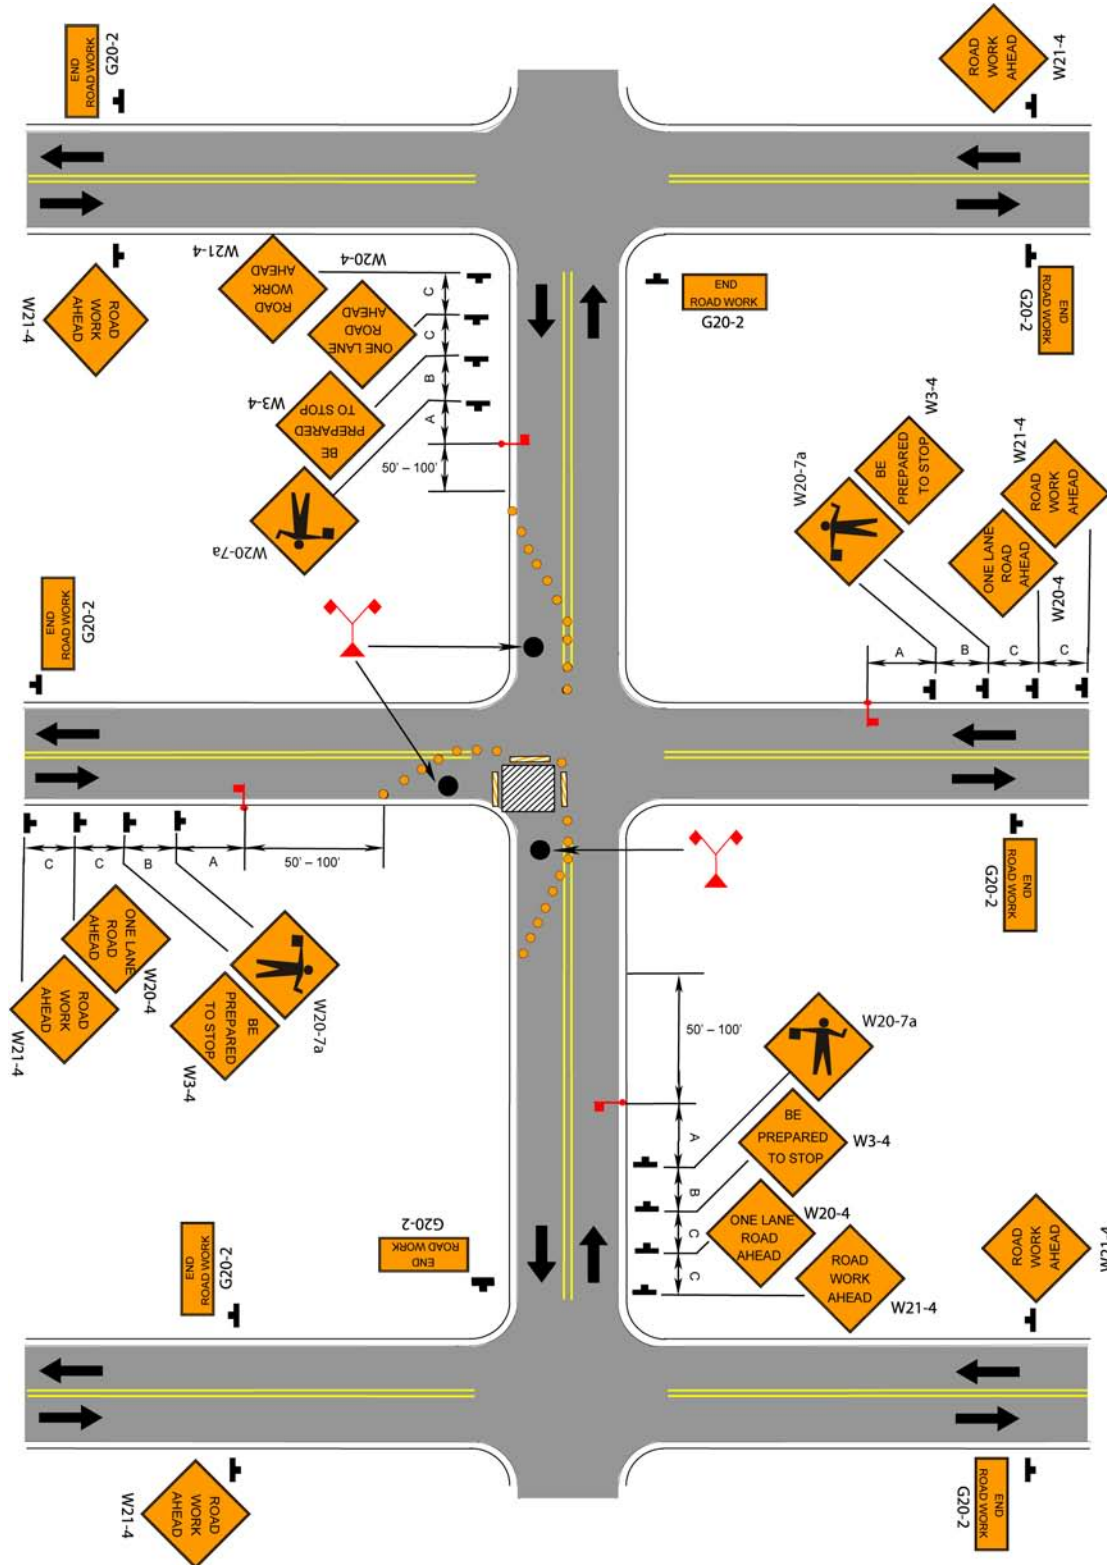 END
ROAD WORK
G20-2
ROAD
WORK
AHEAD
W21-4
ROAD
WORK
AHEAD
W21-4
W21-4
ROAD
WORK
AHEAD
W20-4
ONE LANE
ROAD
AHEAD
W3-4
BE
PREPARED
TO STOP
W20-7a
C
C
B
A
50' – 100'
END
ROAD WORK
G20-2
END
ROAD WORK
G20-2
W20-7a
BE
PREPARED
TO STOP
W3-4
ROAD
WORK
AHEAD
W21-4
ONE LANE
ROAD
AHEAD
W20-4
A
B
C
C
END
ROAD WORK
G20-2
C
C
B
A
50' – 100'
ONE LANE
ROAD
AHEAD
W20-4
ROAD
WORK
AHEAD
W21-4
BE
PREPARED
TO STOP
W3-4
W20-7a
END
ROAD WORK
G20-2
50' – 100'
A
B
C
C
W20-7a
BE
PREPARED
TO STOP
W3-4
ONE LANE
ROAD
AHEAD
W20-4
ROAD
WORK
AHEAD
W21-4
END
ROAD WORK
G20-2
G20-2
END
ROAD WORK
ROAD
WORK
AHEAD
W21-4
ROAD
WORK
AHEAD
W21-4
END
ROAD WORK
G20-2